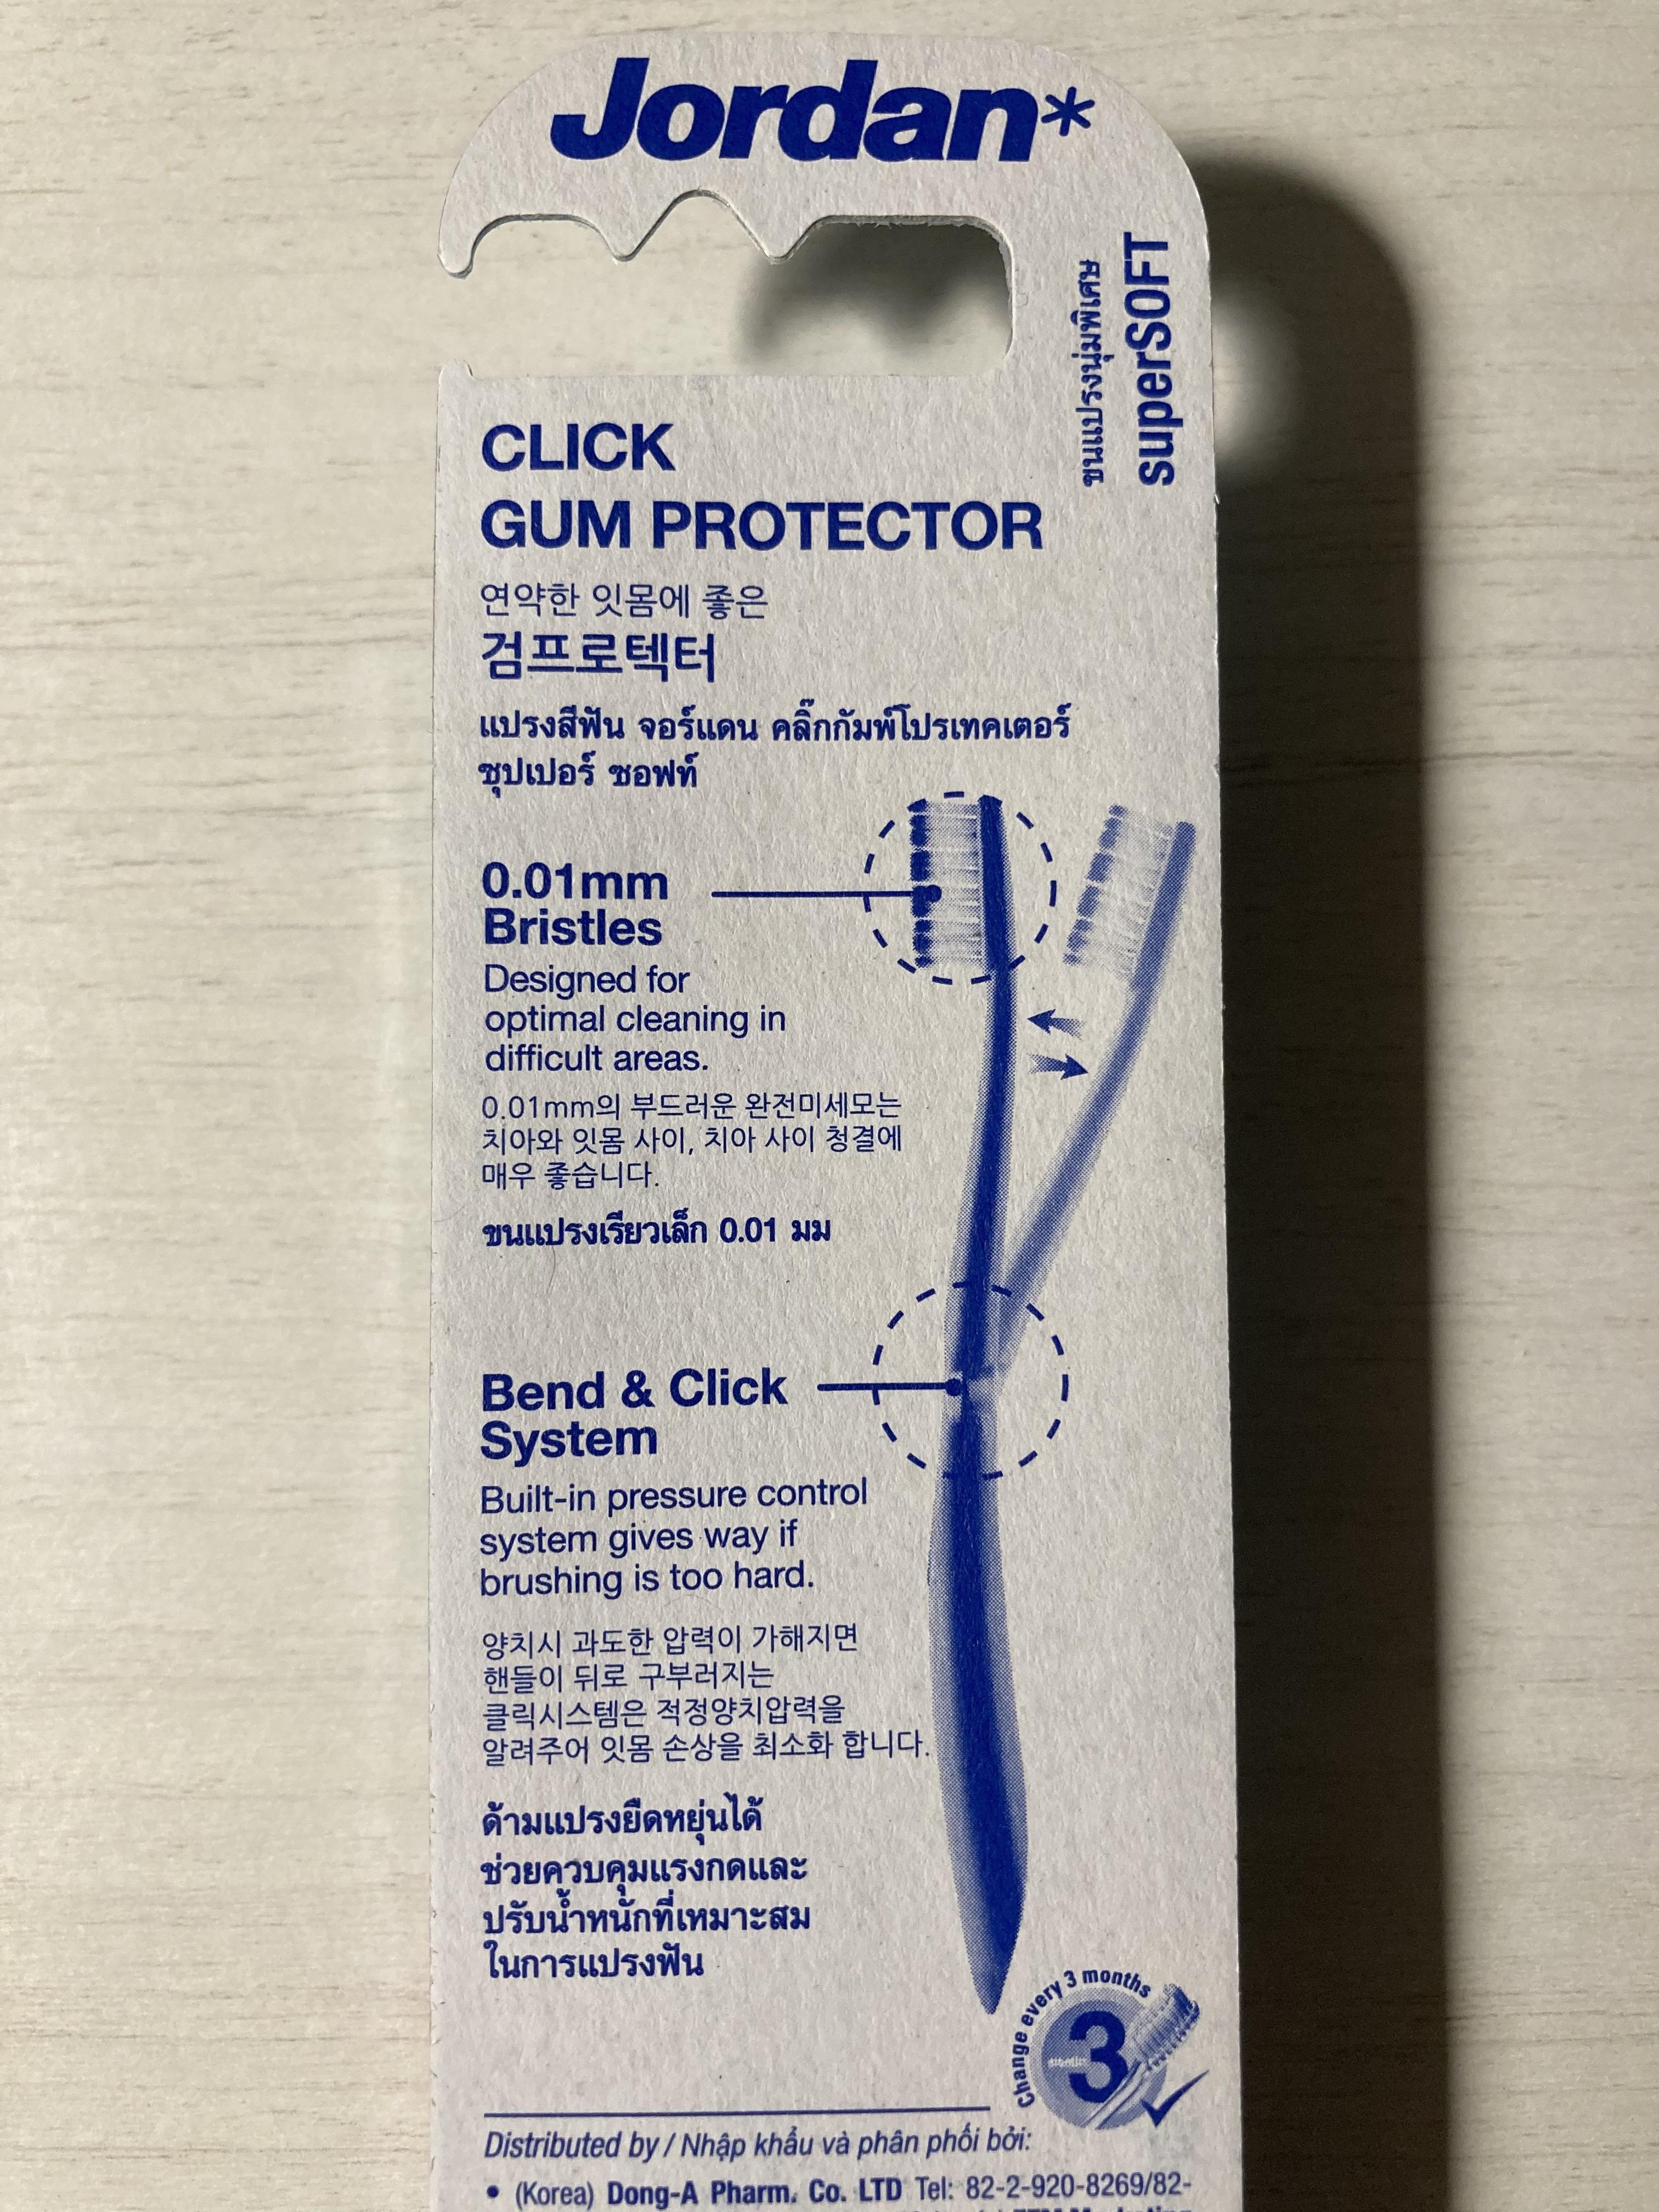 Jordan*
ขนแปรงนุ่มพิเศษ
superSOFT
CLICK
GUM PROTECTOR
연약한 잇몸에 좋은
검프로텍터
แปรงสีฟัน จอร์แดน คลิ๊กกัมพ์โปรเทคเตอร์
ซุปเปอร์ ซอฟท์
0.01mm
Bristles
Designed for
optimal cleaning in
difficult areas.
0.01mm의 부드러운 완전미세모는
치아와 잇몸 사이, 치아 사이 청결에
매우 좋습니다.
ขนแปรงเรียวเล็ก 0.01 มม
Bend & Click
System
Built-in pressure control
system gives way if
brushing is too hard.
양치시 과도한 압력이 가해지면
핸들이 뒤로 구부러지는
클릭시스템은 적정양치압력을
알려주어 잇몸 손상을 최소화 합니다.
ด้ามแปรงยืดหยุ่นได้
ช่วยควบคุมแรงกดและ
ปรับน้ำหนักที่เหมาะสม
ในการแปรงฟัน
Change every 3 months
3
Distributed by / Nhập khẩu và phân phối bởi:
• (Korea) Dong-A Pharm. Co. LTD Tel: 82-2-920-8269/82-